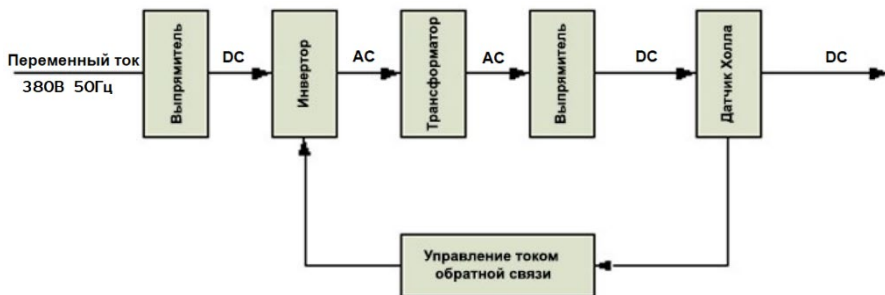 Переменный ток
380В 50Гц
Выпрямитель
DC
Инвертор
AC
Трансформатор
AC
Выпрямитель
DC
Датчик Холла
DC
Управление током
обратной связи